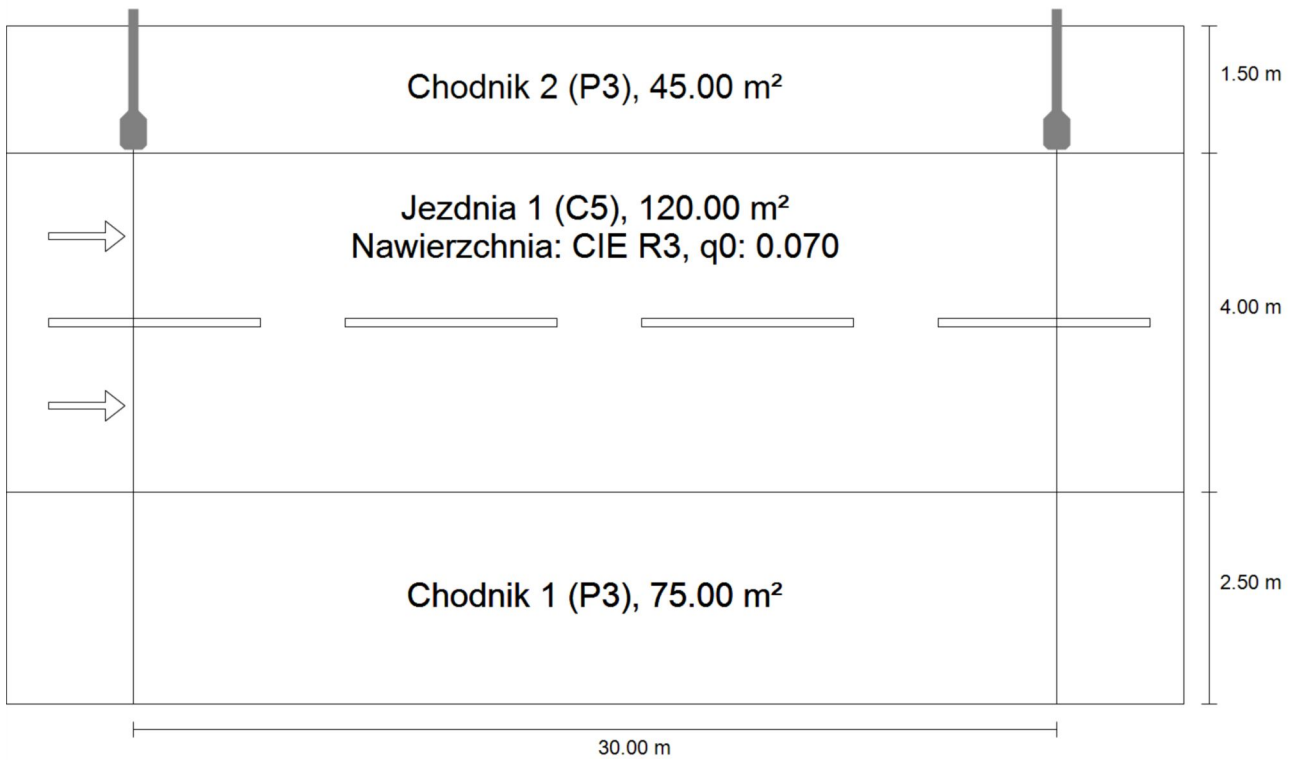 Chodnik 2 (P3), 45.00 m²
1.50 m
Jezdnia 1 (C5), 120.00 m²
Nawierzchnia: CIE R3, q0: 0.070
4.00 m
Chodnik 1 (P3), 75.00 m²
2.50 m
30.00 m